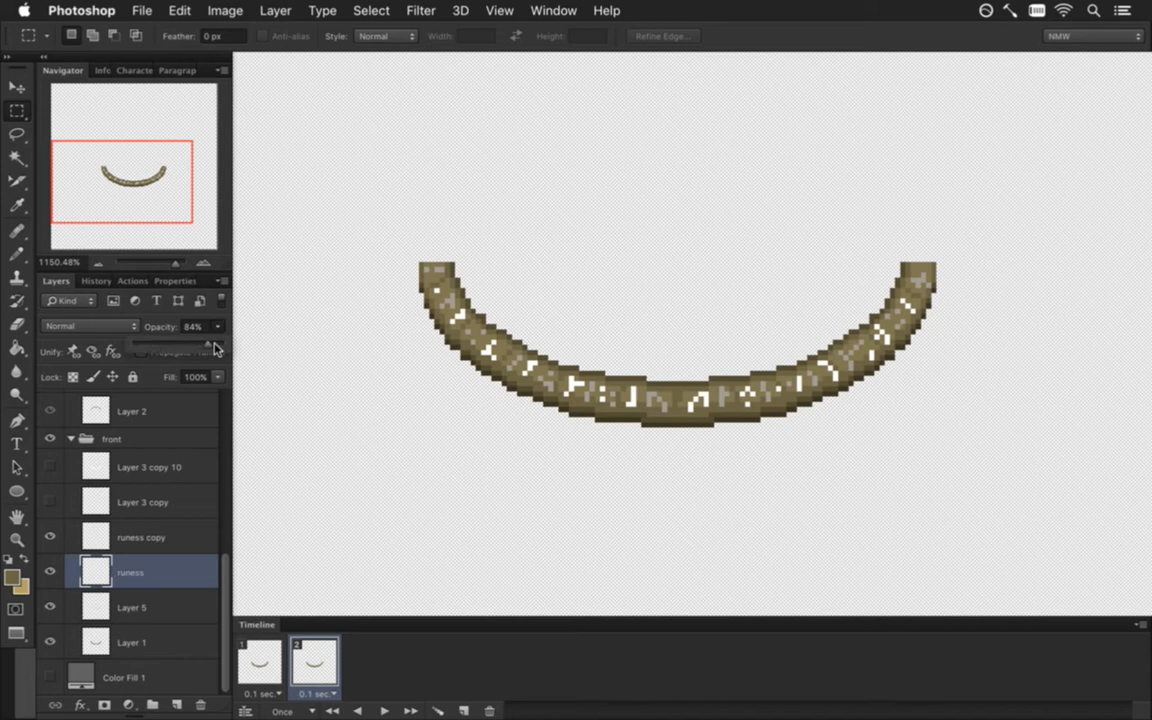 Photoshop File Edit Image Layer Type Select Filter 3D View Window Help
Feather: 0 px Anti-alias Style: Normal Width: Height: Refine Edge... NMW
Navigator Info Characte Paragrap
1150.48%
Layers History Actions Properties
Kind
Normal Opacity: 84%
Unify:
Lock: Fill: 100%
Layer 2
front
Layer 3 copy 10
Layer 3 copy
runess copy
runess
Layer 5
Layer 1
Color Fill 1
Timeline
1 2
0.1 sec. 0.1 sec.
Once